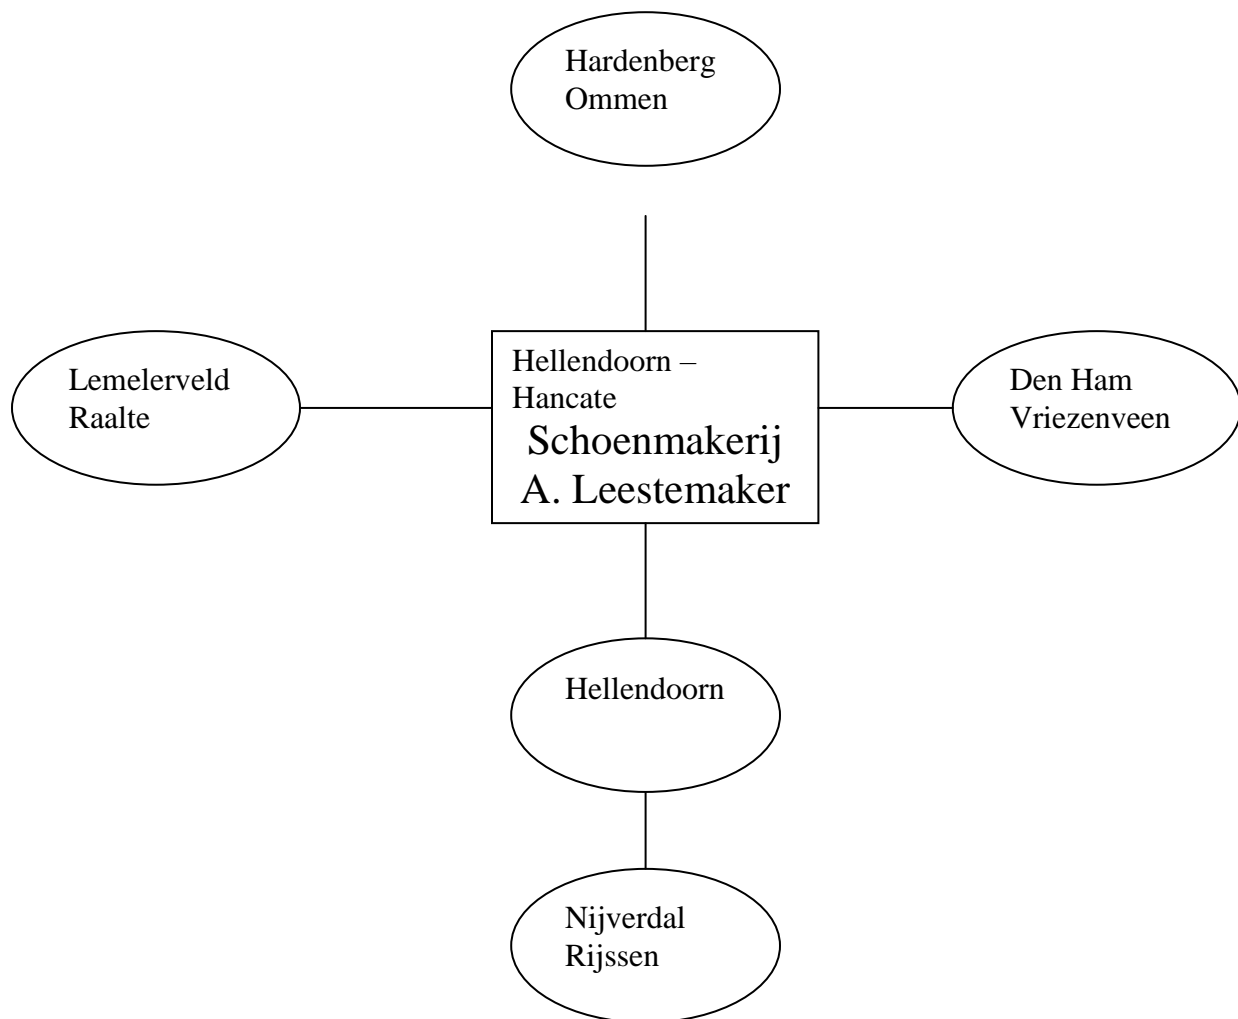 Hardenberg
Ommen
Lemelerveld
Raalte
Hellendoorn –
Hancate
Schoenmakerij
A. Leestemaker
Den Ham
Vriezenveen
Hellendoorn
Nijverdal
Rijssen